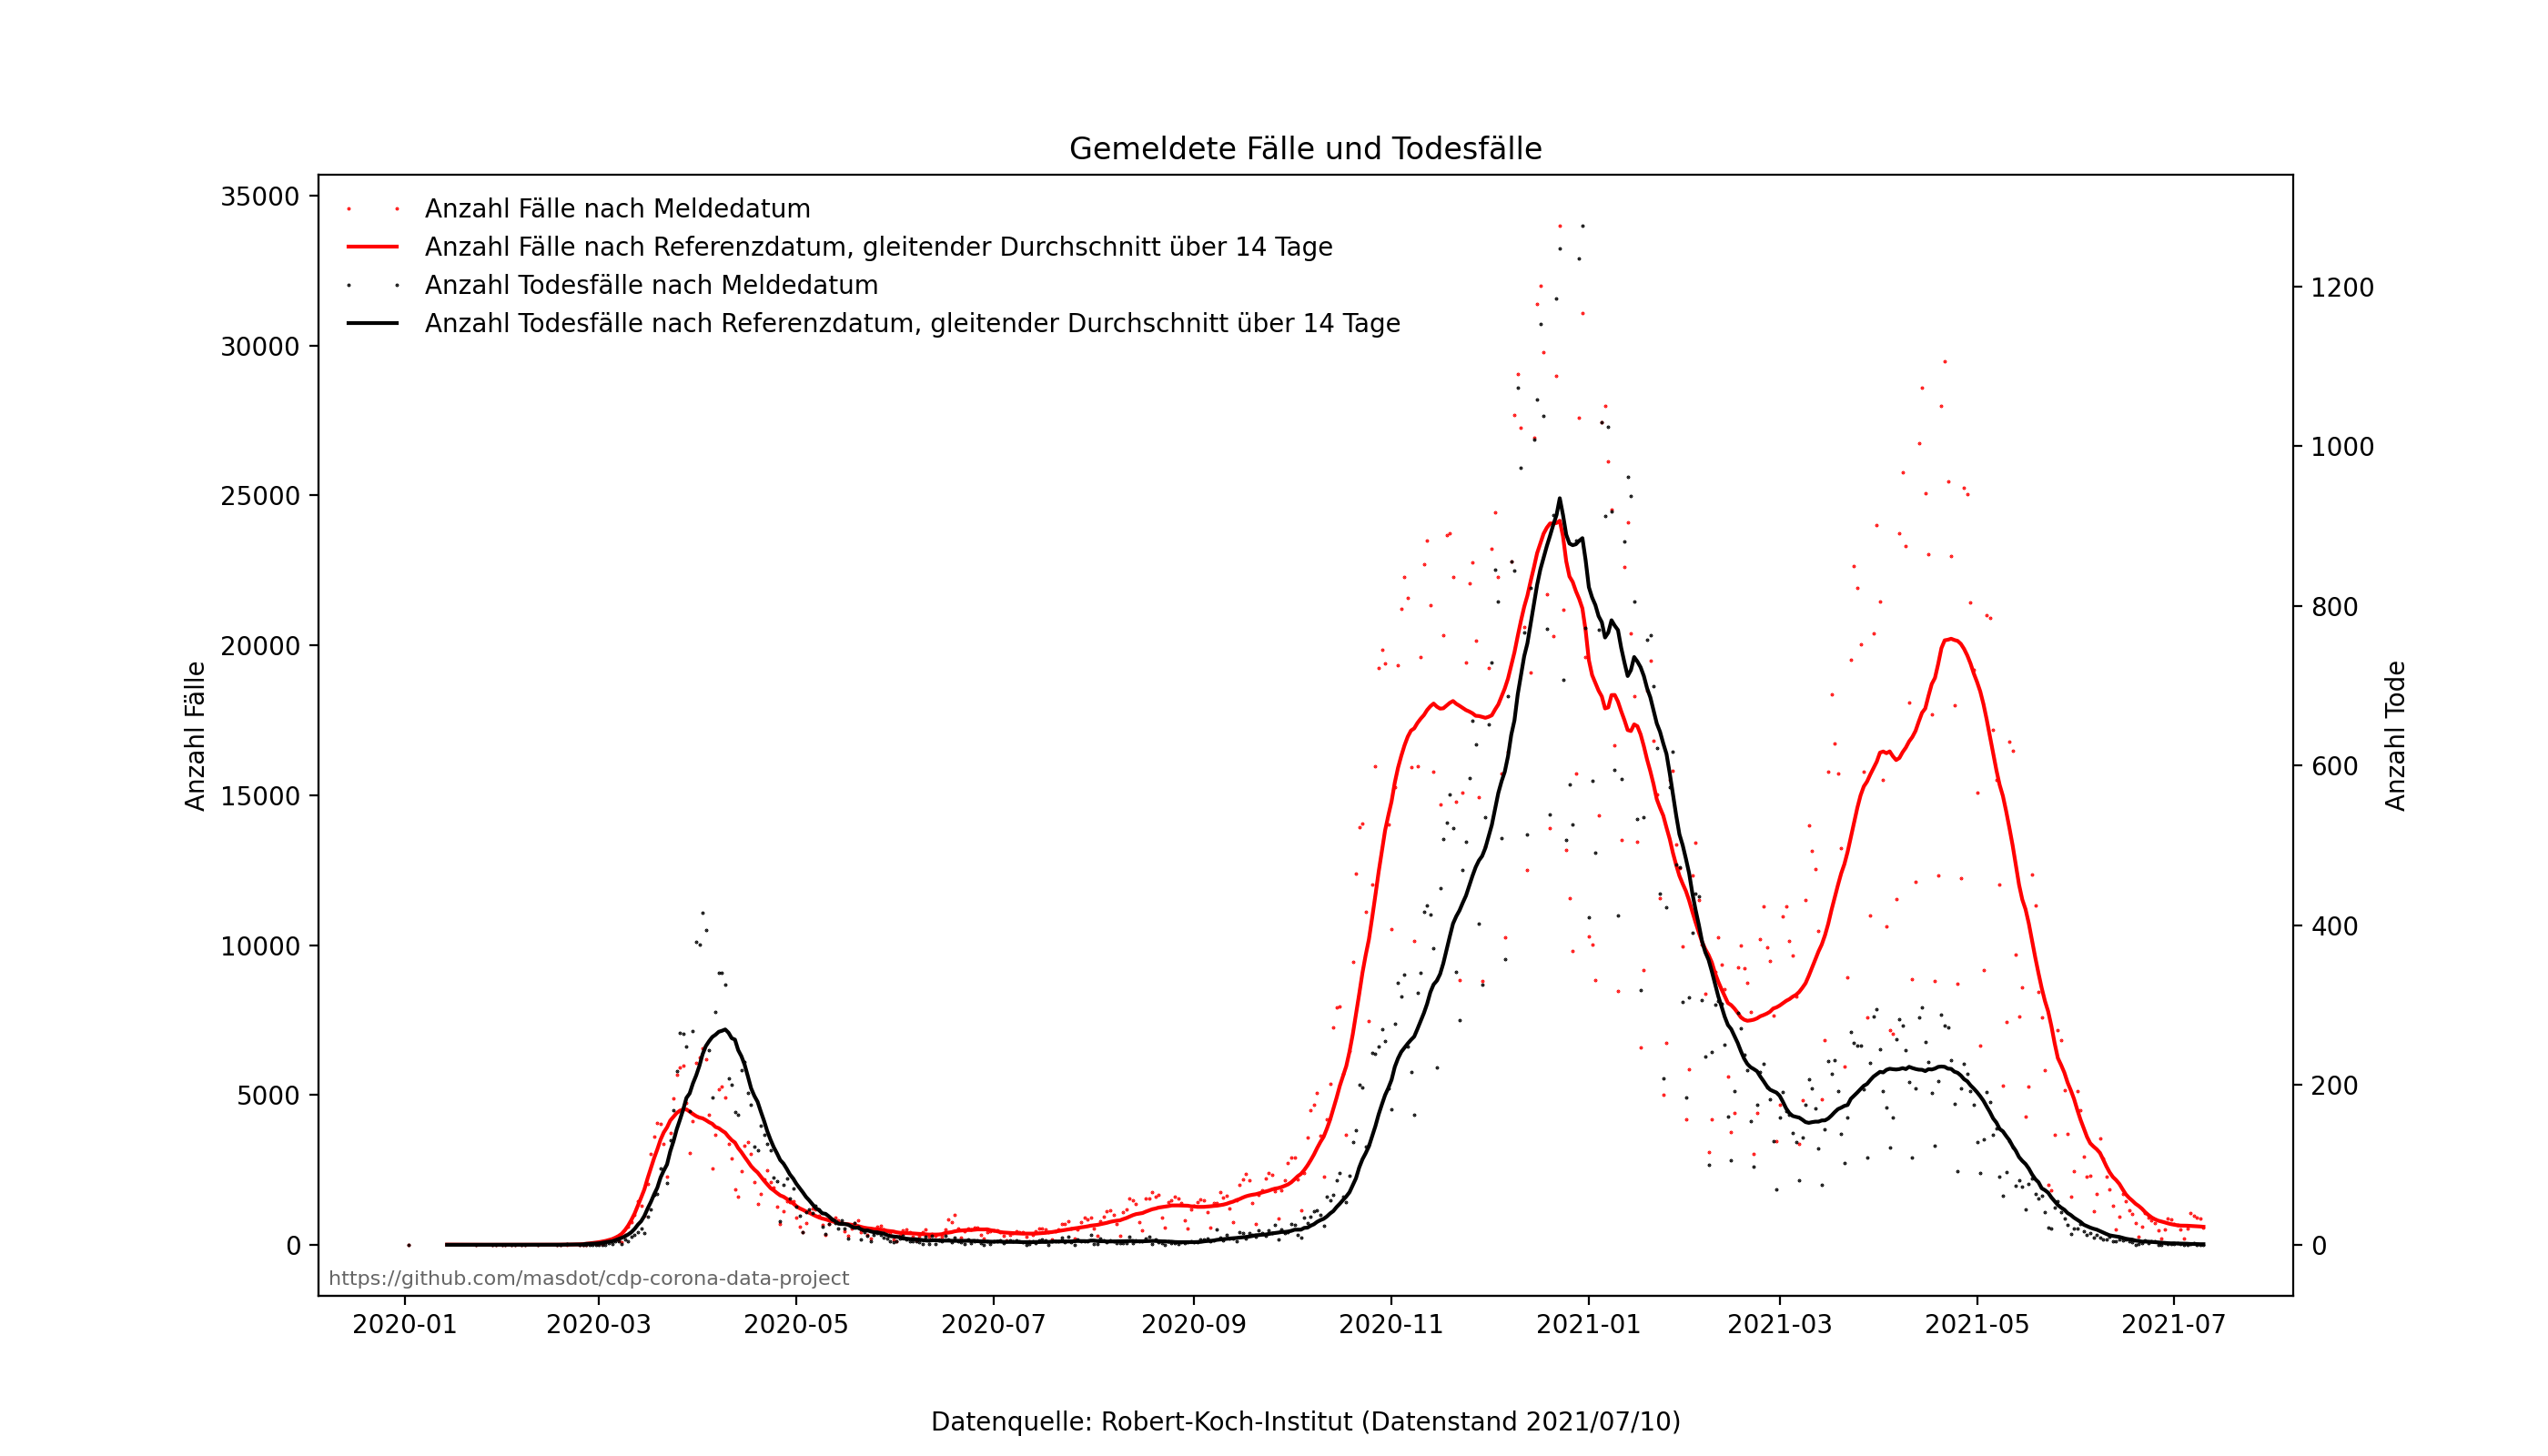 Gemeldete Fälle und Todesfälle
Anzahl Fälle nach Meldedatum
Anzahl Fälle nach Referenzdatum, gleitender Durchschnitt über 14 Tage
Anzahl Todesfälle nach Meldedatum
Anzahl Todesfälle nach Referenzdatum, gleitender Durchschnitt über 14 Tage
Anzahl Fälle
35000
30000
25000
20000
15000
10000
5000
0
1200
1000
800
600
400
200
0
Anzahl Tode
https://github.com/masdot/cdp-corona-data-project
2020-01 2020-03 2020-05 2020-07 2020-09 2020-11 2021-01 2021-03 2021-05 2021-07
Datenquelle: Robert-Koch-Institut (Datenstand 2021/07/10)